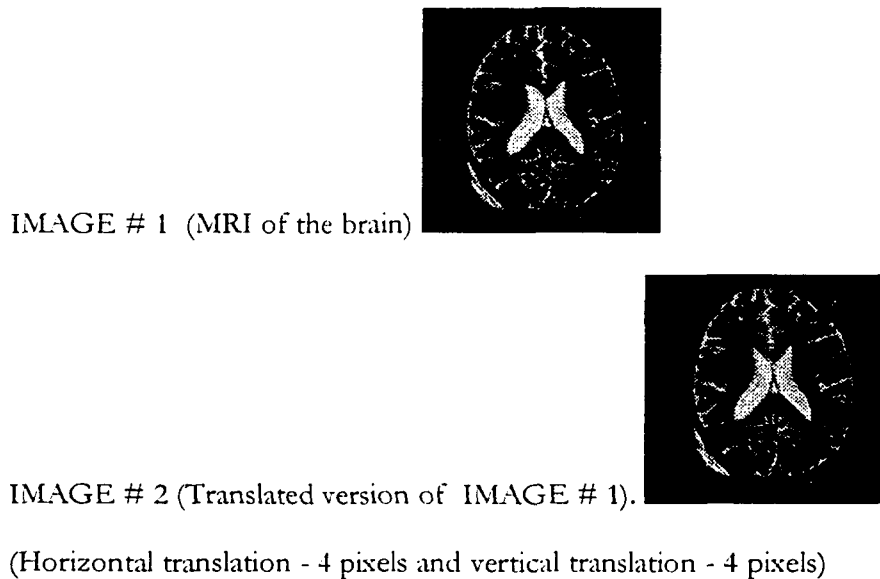 IMAGE # 1 (MRI of the brain)
IMAGE # 2 (Translated version of IMAGE # 1).
(Horizontal translation - 4 pixels and vertical translation - 4 pixels)